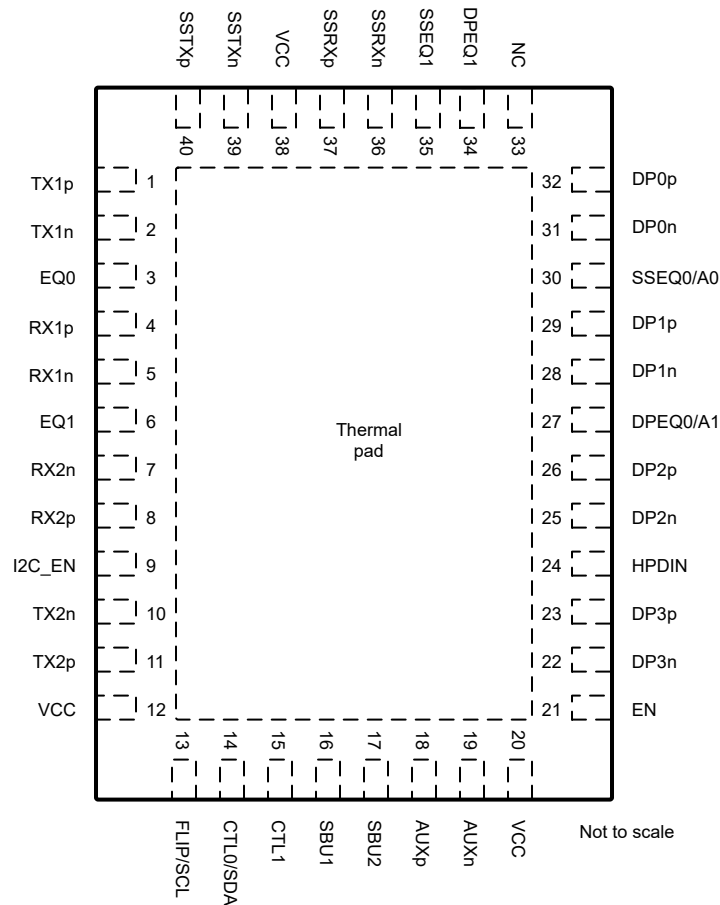 SSTXp
SSTXn
VCC
SSRXp
SSRXn
SSEQ1
DPEQ1
NC
40
39
38
37
36
35
34
33
TX1p 1
32 DP0p
TX1n 2
31 DP0n
EQ0 3
30 SSEQ0/A0
RX1p 4
29 DP1p
RX1n 5
28 DP1n
EQ1 6
27 DPEQ0/A1
Thermal
pad
RX2n 7
26 DP2p
RX2p 8
25 DP2n
I2C_EN 9
24 HPDIN
TX2n 10
23 DP3p
TX2p 11
22 DP3n
VCC 12
21 EN
13
14
15
16
17
18
19
20
FLIP/SCL
CTL0/SDA
CTL1
SBU1
SBU2
AUXp
AUXn
VCC
Not to scale